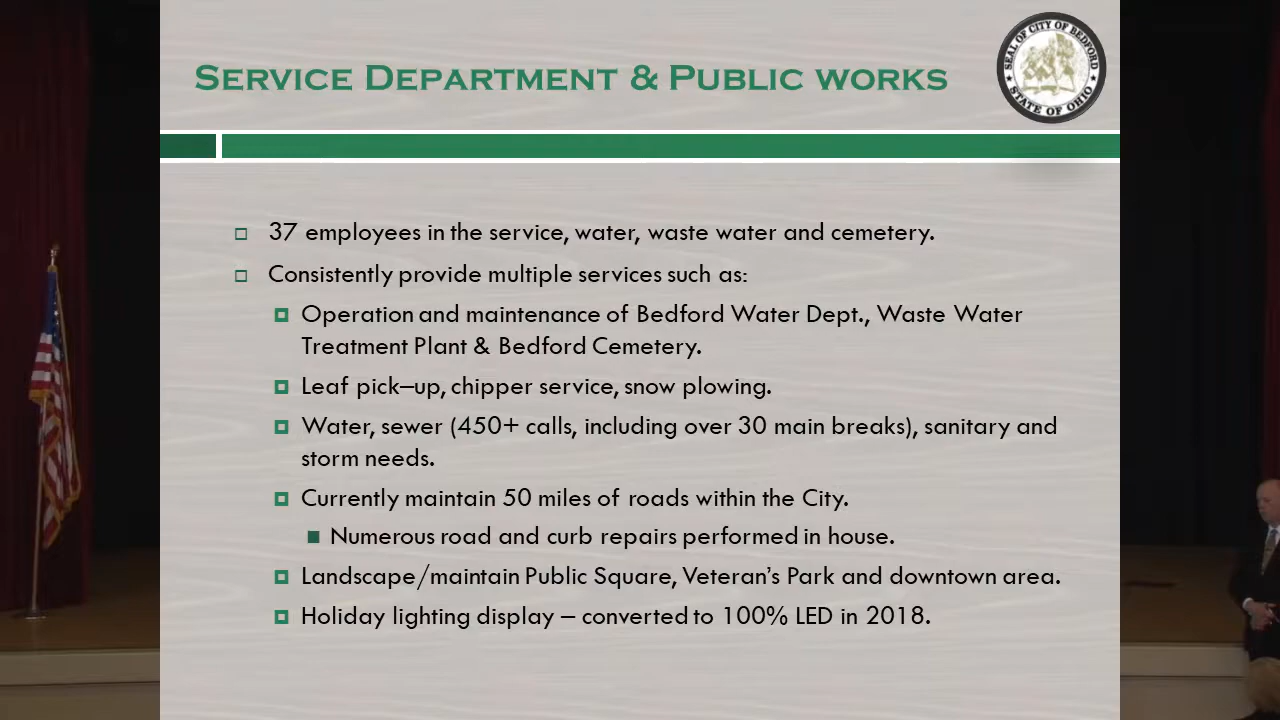 SERVICE DEPARTMENT & PUBLIC WORKS
SEAL OF CITY OF BEDFORD
STATE OF OHIO
37 employees in the service, water, waste water and cemetery.
Consistently provide multiple services such as:
Operation and maintenance of Bedford Water Dept., Waste Water
Treatment Plant & Bedford Cemetery.
Leaf pick–up, chipper service, snow plowing.
Water, sewer (450+ calls, including over 30 main breaks), sanitary and
storm needs.
Currently maintain 50 miles of roads within the City.
Numerous road and curb repairs performed in house.
Landscape/maintain Public Square, Veteran's Park and downtown area.
Holiday lighting display – converted to 100% LED in 2018.